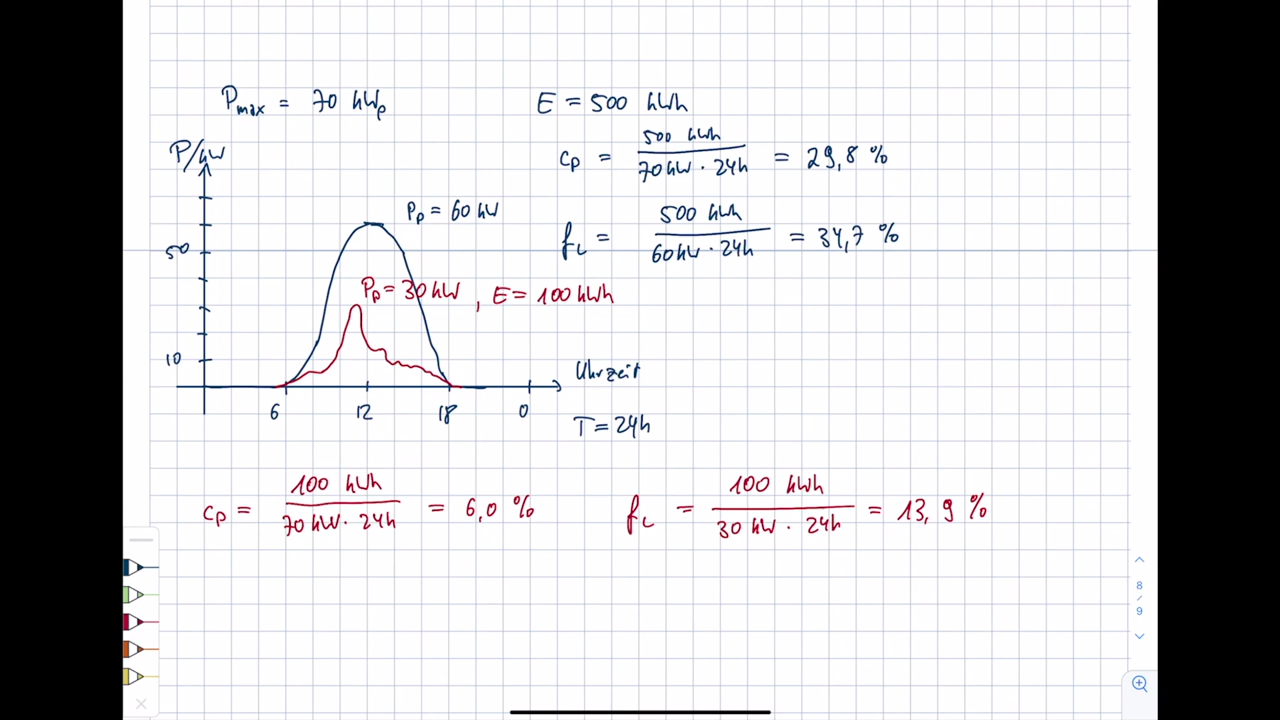 Pmax = 70 kWp
E = 500 kWh
cp = 500 kWh / 70 kW · 24h = 29,8 %
P/kW
Pp = 60 kW
fL = 500 kWh / 60 kW · 24h = 34,7 %
50
Pp = 30 kW , E = 100 kWh
10
Uhrzeit
6 12 18 0
T = 24h
cp = 100 kWh / 70 kW · 24h = 6,0 %
fL = 100 kWh / 30 kW · 24h = 13,9 %
8 / 9